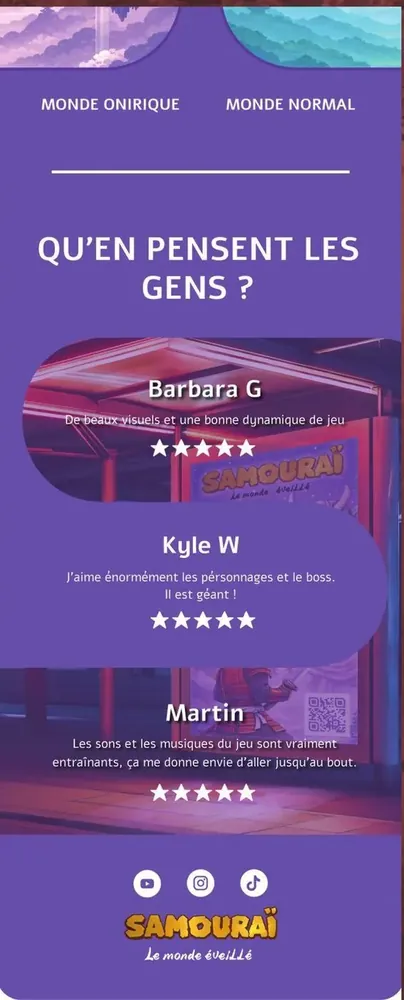 MONDE ONIRIQUE
MONDE NORMAL
QU'EN PENSENT LES
GENS ?
Barbara G
De beaux visuels et une bonne dynamique de jeu
SAMOURAÏ
Le monde éveillé
Kyle W
J'aime énormément les pérsonnages et le boss.
Il est géant !
Martin
Les sons et les musiques du jeu sont vraiment
entraînants, ça me donne envie d'aller jusqu'au bout.
SAMOURAÏ
Le monde éveillé